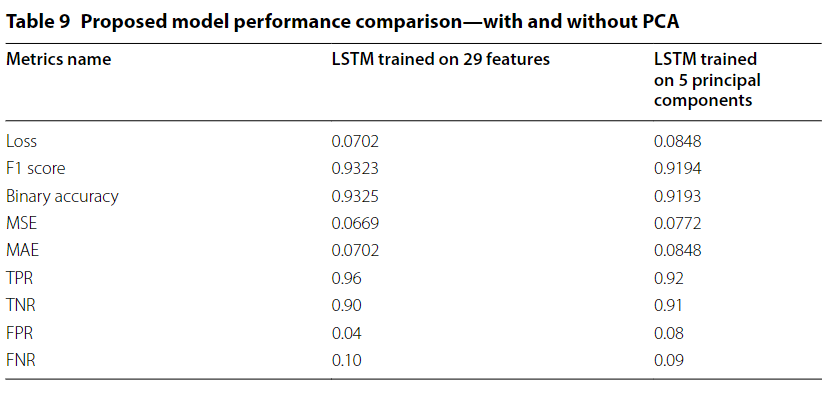 Table 9 Proposed model performance comparison—with and without PCA
Metrics name LSTM trained on 29 features LSTM trained
on 5 principal
components
Loss 0.0702 0.0848
F1 score 0.9323 0.9194
Binary accuracy 0.9325 0.9193
MSE 0.0669 0.0772
MAE 0.0702 0.0848
TPR 0.96 0.92
TNR 0.90 0.91
FPR 0.04 0.08
FNR 0.10 0.09